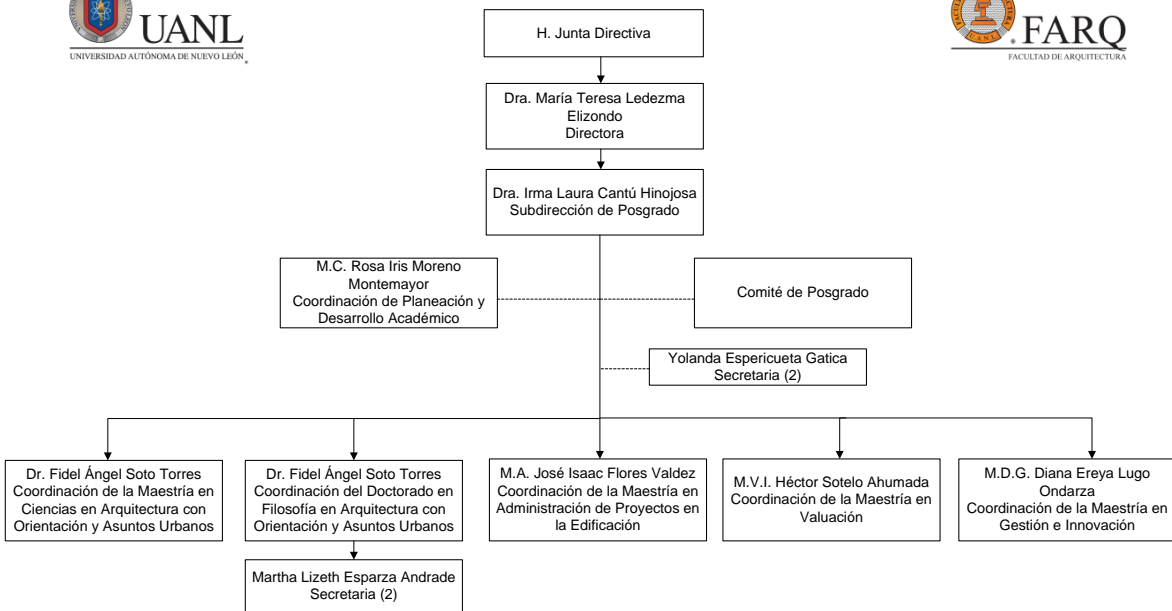 UANL
UNIVERSIDAD AUTÓNOMA DE NUEVO LEÓN
FARQ
FACULTAD DE ARQUITECTURA
H. Junta Directiva
Dra. María Teresa Ledezma
Elizondo
Directora
Dra. Irma Laura Cantú Hinojosa
Subdirección de Posgrado
M.C. Rosa Iris Moreno
Montemayor
Coordinación de Planeación y
Desarrollo Académico
Comité de Posgrado
Yolanda Espericueta Gatica
Secretaria (2)
Dr. Fidel Ángel Soto Torres
Coordinación de la Maestría en
Ciencias en Arquitectura con
Orientación y Asuntos Urbanos
Dr. Fidel Ángel Soto Torres
Coordinación del Doctorado en
Filosofía en Arquitectura con
Orientación y Asuntos Urbanos
M.A. José Isaac Flores Valdez
Coordinación de la Maestría en
Administración de Proyectos en
la Edificación
M.V.I. Héctor Sotelo Ahumada
Coordinación de la Maestría en
Valuación
M.D.G. Diana Ereya Lugo
Ondarza
Coordinación de la Maestría en
Gestión e Innovación
Martha Lizeth Esparza Andrade
Secretaria (2)